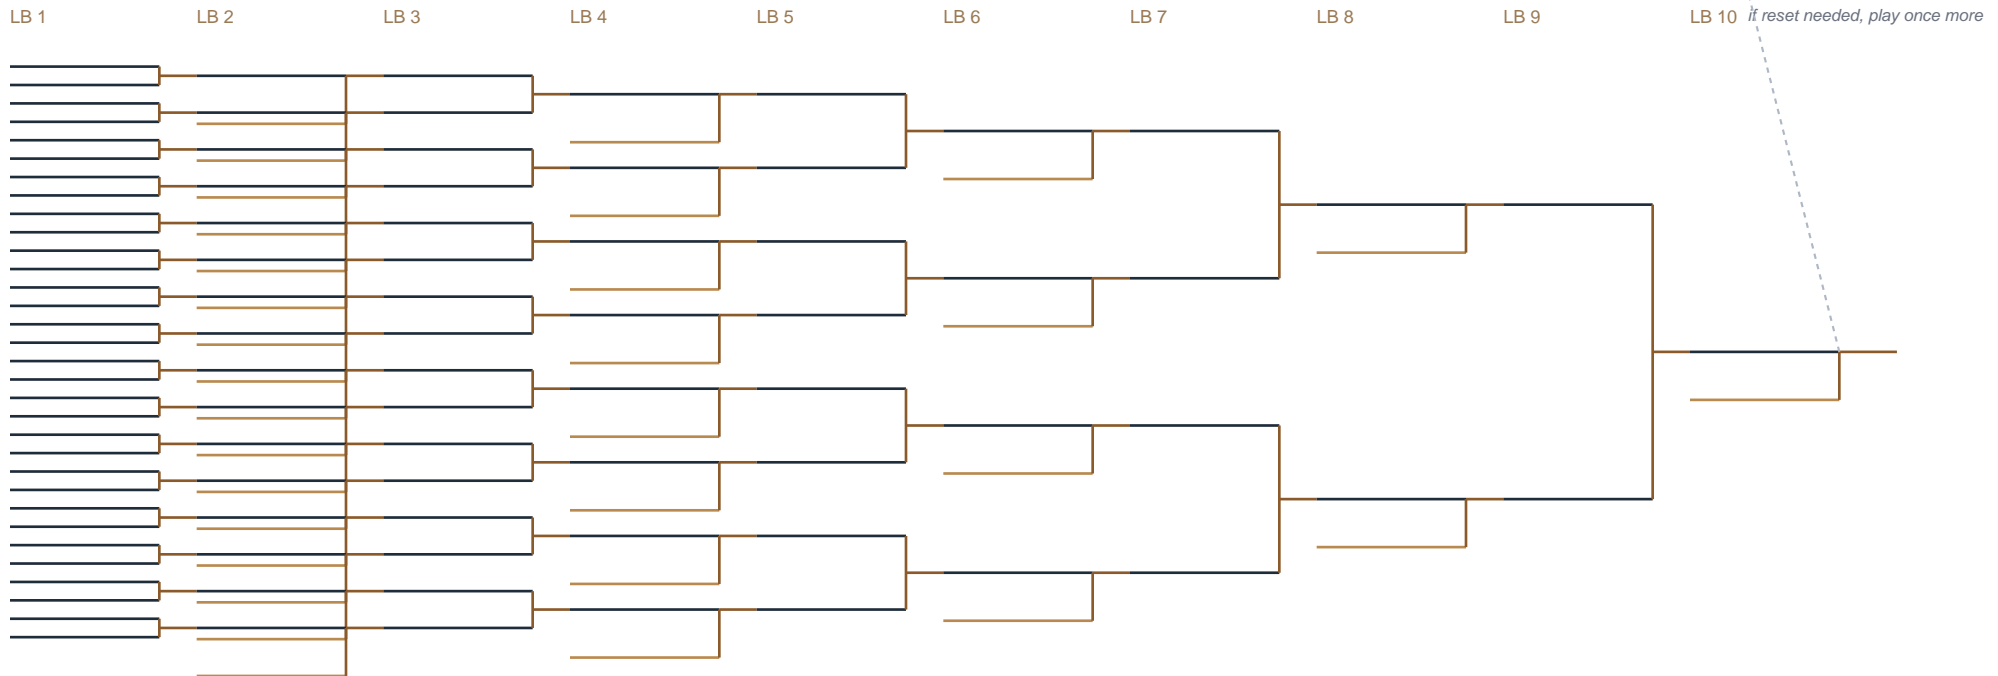 LB 1
LB 2
LB 3
LB 4
LB 5
LB 6
LB 7
LB 8
LB 9
LB 10
if reset needed, play once more